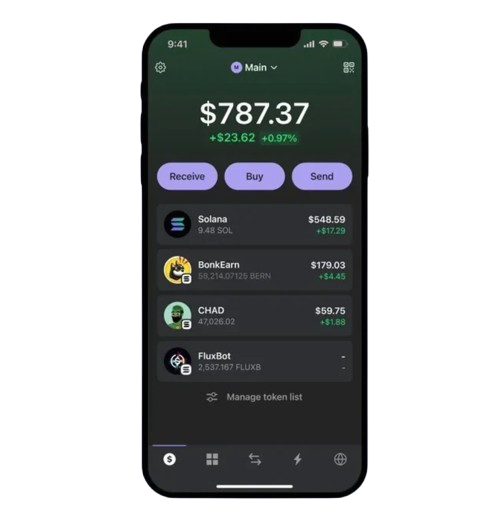 9:41
M Main
$787.37
+$23.62 +0.97%
Receive Buy Send
Solana $548.59
9.48 SOL +$17.29
BonkEarn $179.03
58,214.07125 BERN +$4.45
CHAD $59.75
47,026.02 +$1.88
FluxBot -
2,537.167 FLUXB -
Manage token list
$